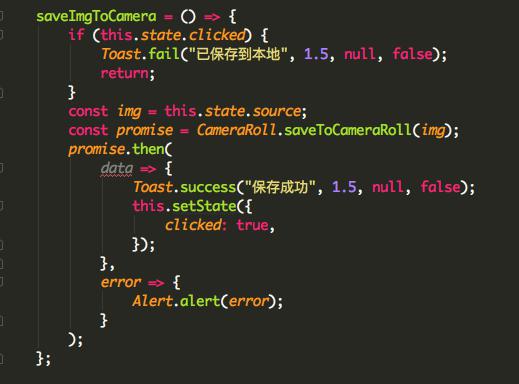 saveImgToCamera = () => {
if (this.state.clicked) {
Toast.fail("已保存到本地", 1.5, null, false);
return;
}
const img = this.state.source;
const promise = CameraRoll.saveToCameraRoll(img);
promise.then(
data => {
Toast.success("保存成功", 1.5, null, false);
this.setState({
clicked: true,
});
},
error => {
Alert.alert(error);
}
);
};